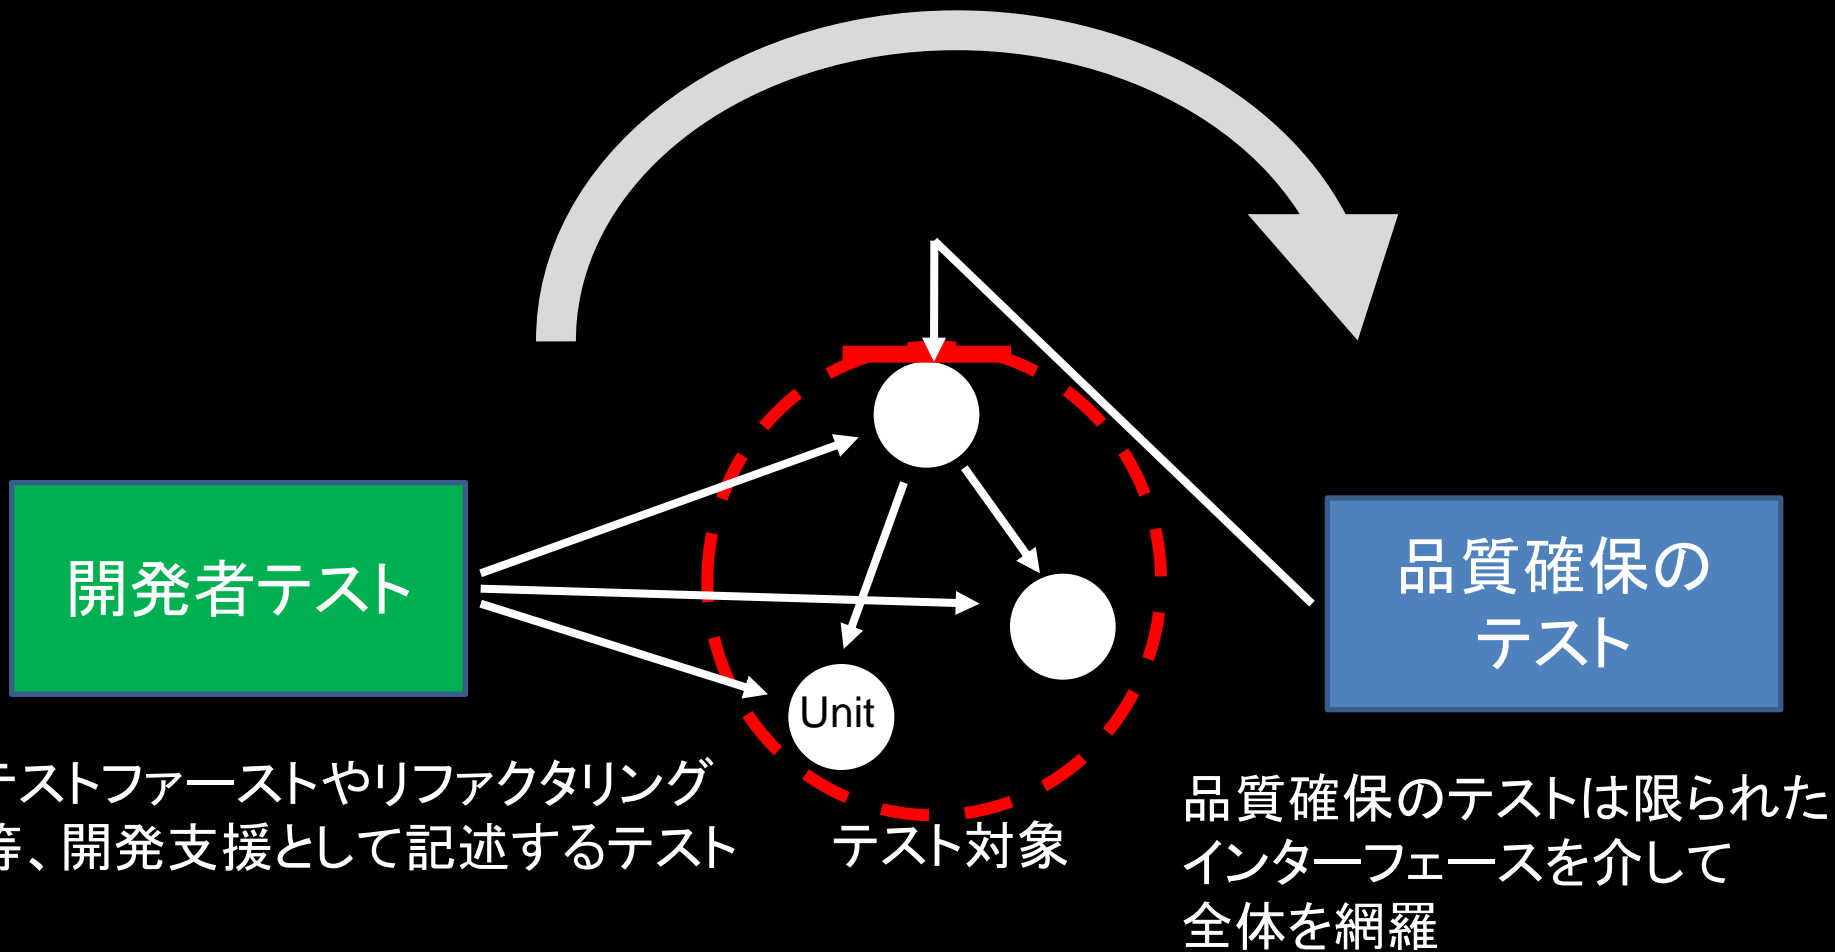 開発者テスト
品質確保の
テスト
Unit
テストファーストやリファクタリング
等、開発支援として記述するテスト
テスト対象
品質確保のテストは限られた
インターフェースを介して
全体を網羅